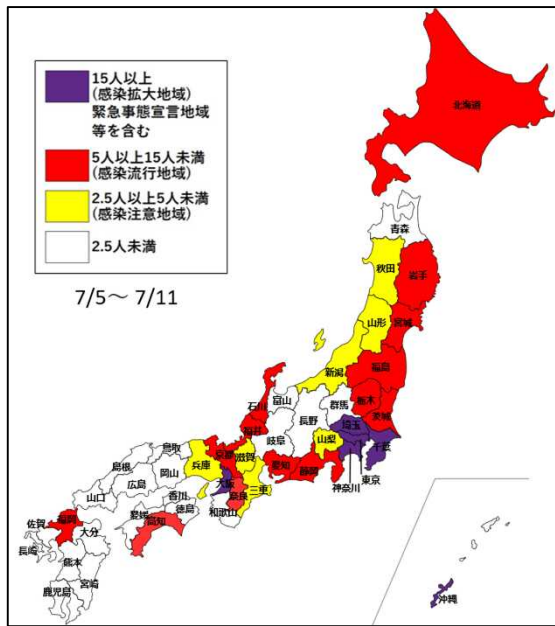 15人以上
(感染拡大地域)
緊急事態宣言地域
等を含む
5人以上15人未満
(感染流行地域)
2.5人以上5人未満
(感染注意地域)
2.5人未満
7/5～ 7/11
北海道
青森
秋田
岩手
山形
宮城
新潟
福島
石川
富山
群馬
栃木
茨城
福井
長野
埼玉
岐阜
山梨
千葉
東京
神奈川
鳥取
京都
滋賀
愛知
静岡
島根
兵庫
岡山
大阪
奈良
三重
広島
山口
香川
徳島
和歌山
愛媛
高知
佐賀
福岡
大分
長崎
熊本
宮崎
鹿児島
沖縄